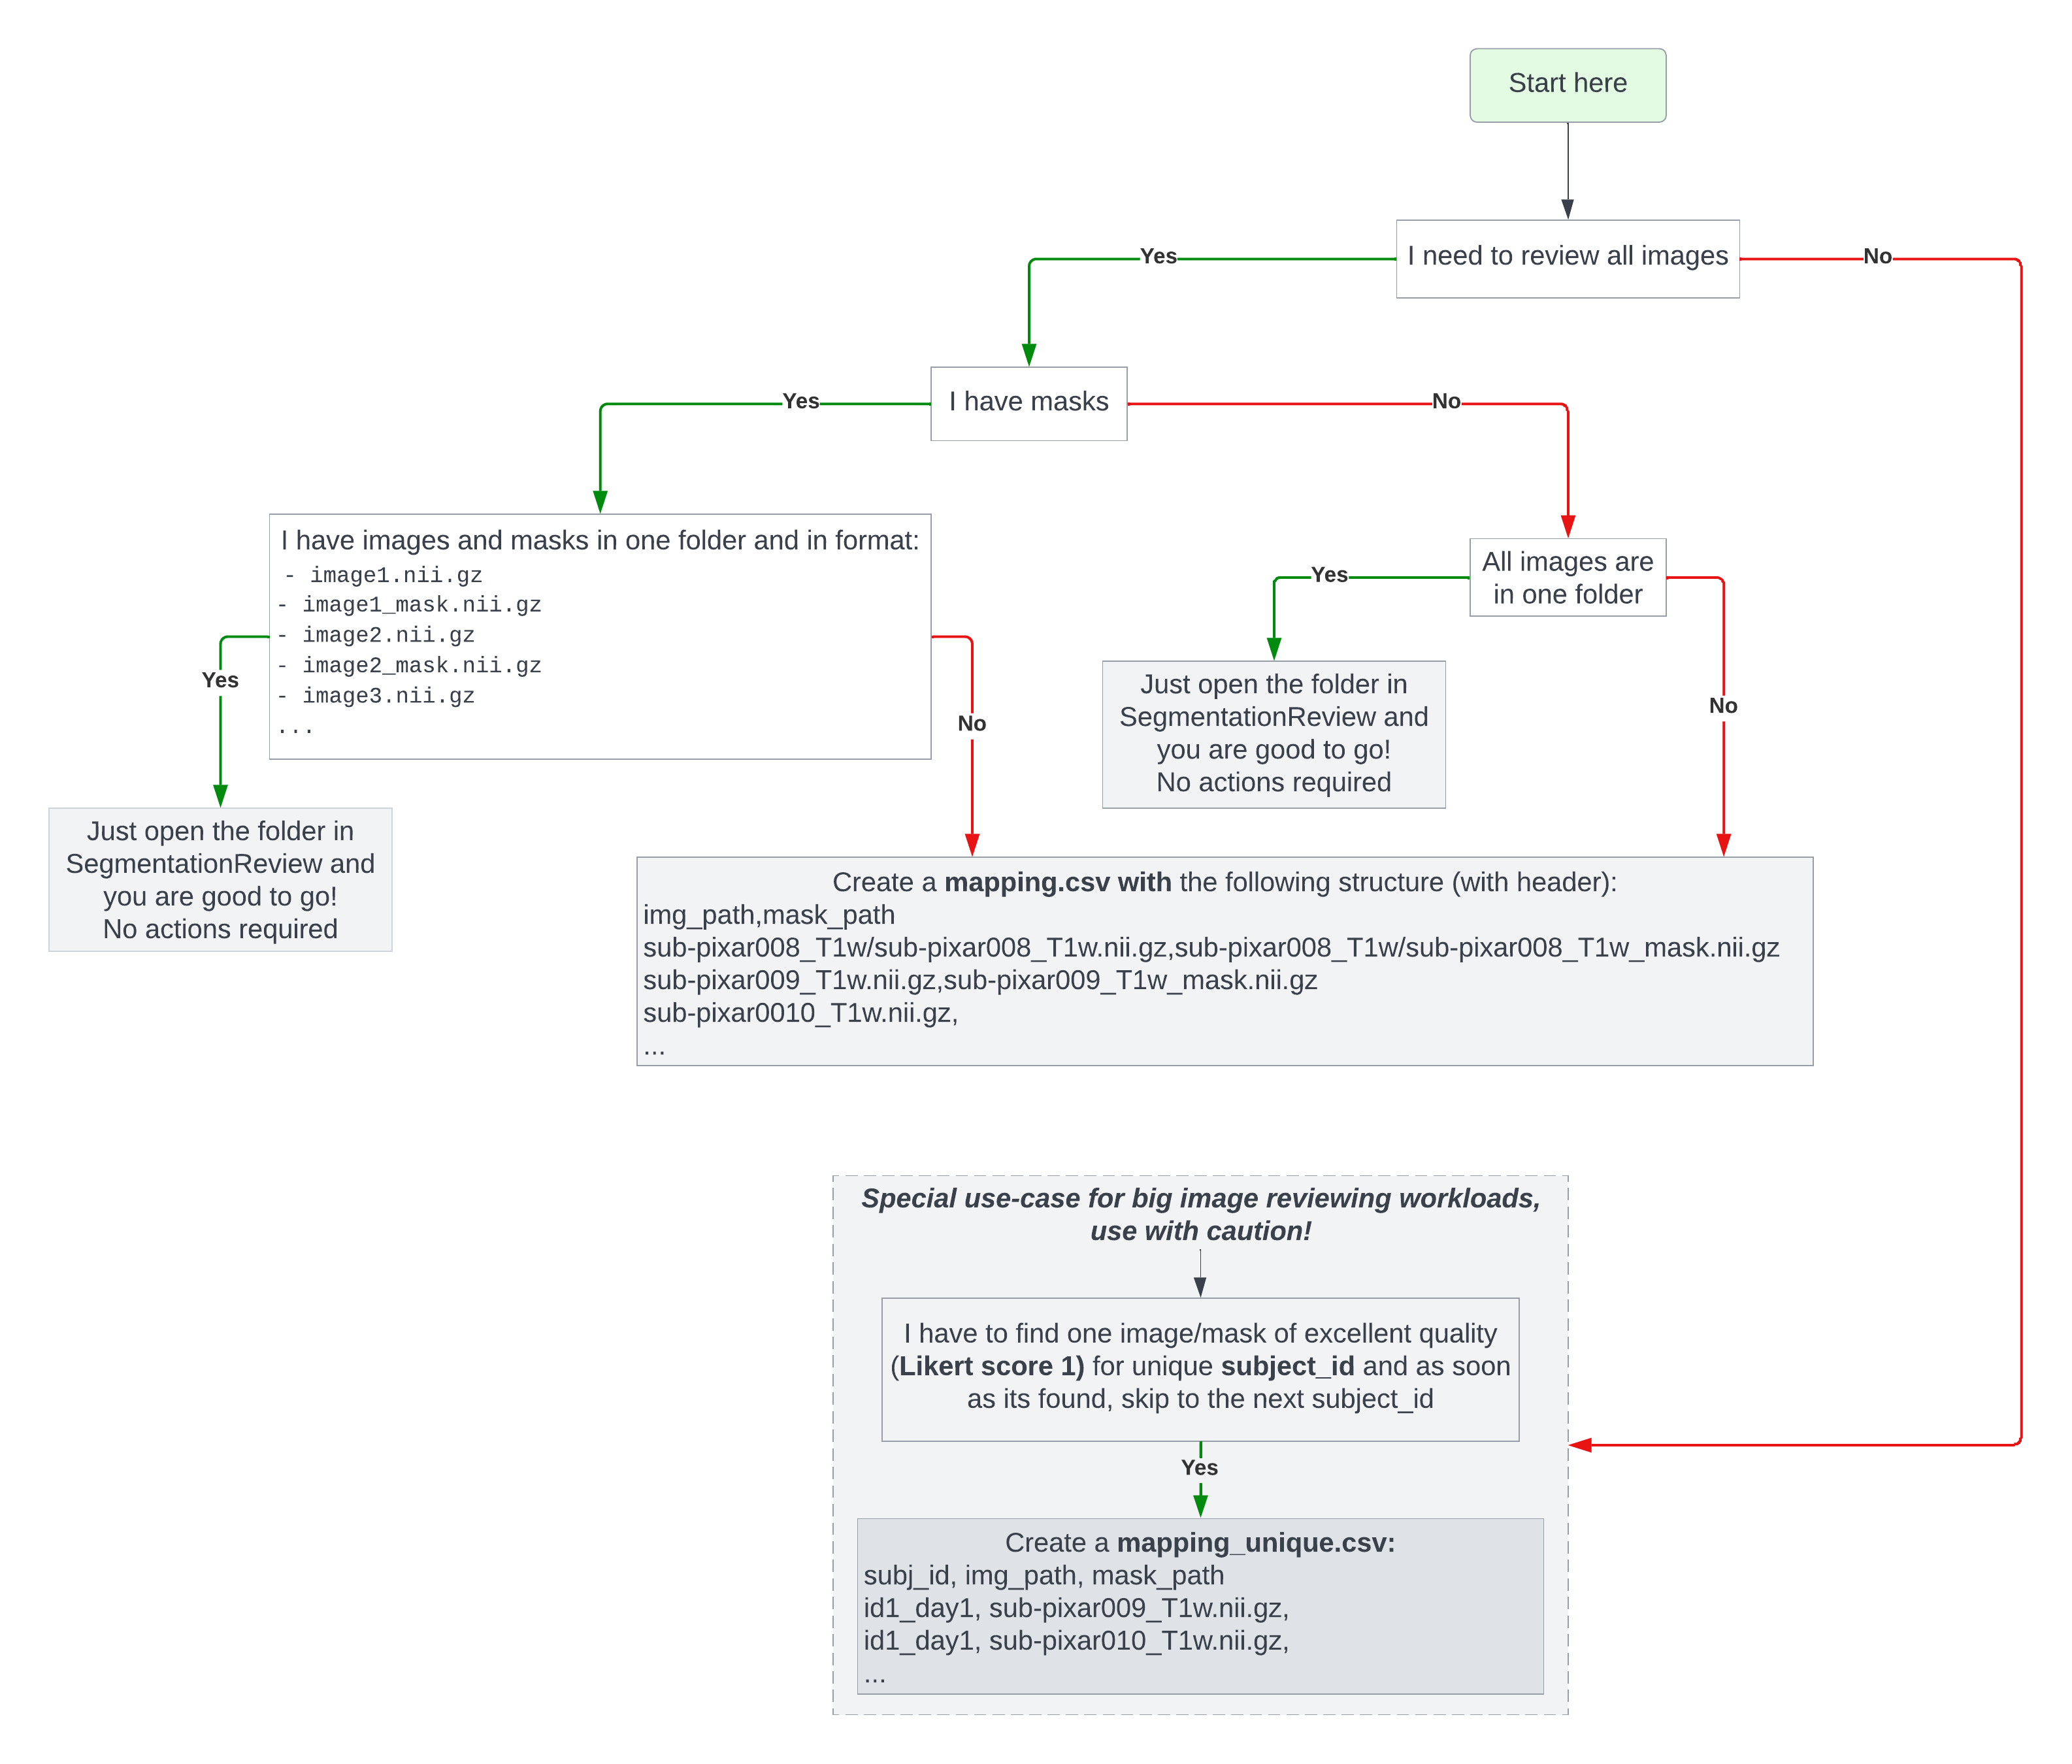 Start here
I need to review all images
Yes
No
I have masks
Yes
No
I have images and masks in one folder and in format:
- image1.nii.gz
- image1_mask.nii.gz
- image2.nii.gz
- image2_mask.nii.gz
- image3.nii.gz
...
Yes
No
All images are
in one folder
Yes
No
Just open the folder in
SegmentationReview and
you are good to go!
No actions required
Just open the folder in
SegmentationReview and
you are good to go!
No actions required
Create a mapping.csv with the following structure (with header):
img_path,mask_path
sub-pixar008_T1w/sub-pixar008_T1w.nii.gz,sub-pixar008_T1w/sub-pixar008_T1w_mask.nii.gz
sub-pixar009_T1w.nii.gz,sub-pixar009_T1w_mask.nii.gz
sub-pixar0010_T1w.nii.gz,
...
Special use-case for big image reviewing workloads,
use with caution!
I have to find one image/mask of excellent quality
(Likert score 1) for unique subject_id and as soon
as its found, skip to the next subject_id
Yes
Create a mapping_unique.csv:
subj_id, img_path, mask_path
id1_day1, sub-pixar009_T1w.nii.gz,
id1_day1, sub-pixar010_T1w.nii.gz,
...